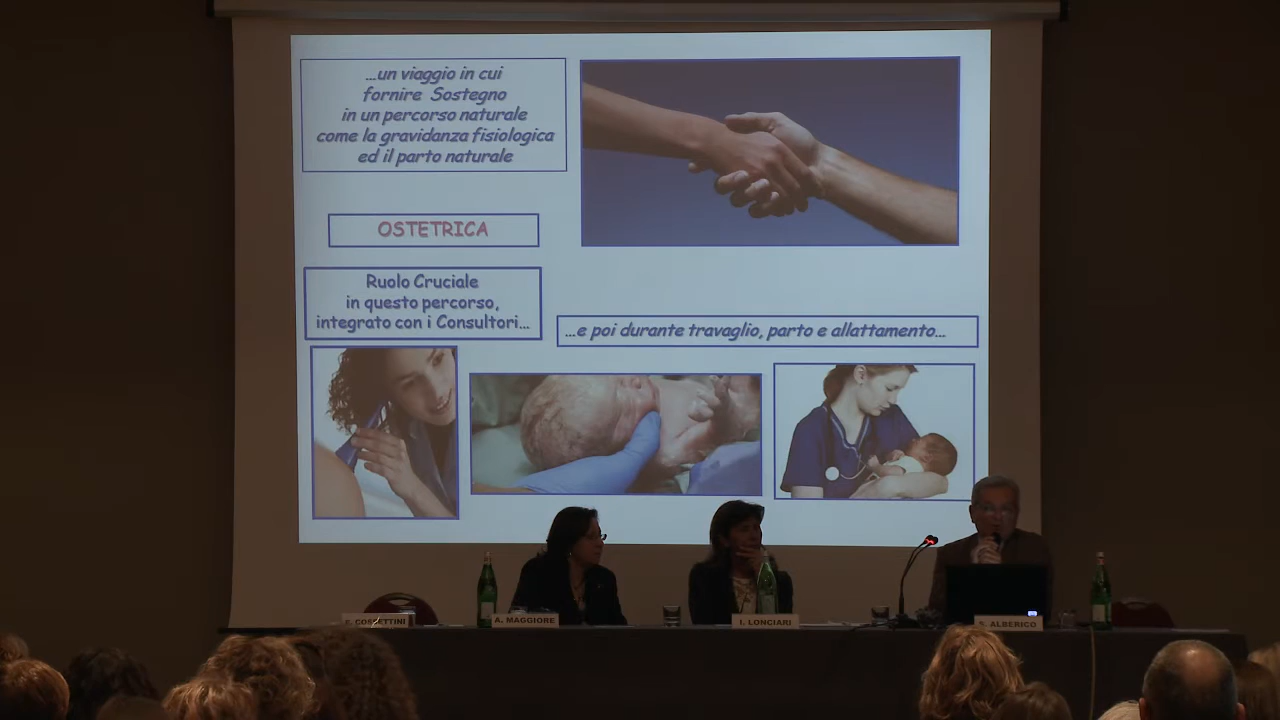 ...un viaggio in cui
fornire Sostegno
in un percorso naturale
come la gravidanza fisiologica
ed il parto naturale
OSTETRICA
Ruolo Cruciale
in questo percorso,
integrato con i Consultori...
...e poi durante travaglio, parto e allattamento...
A. MAGGIORE
I. LONCIARI
S. ALBERICO